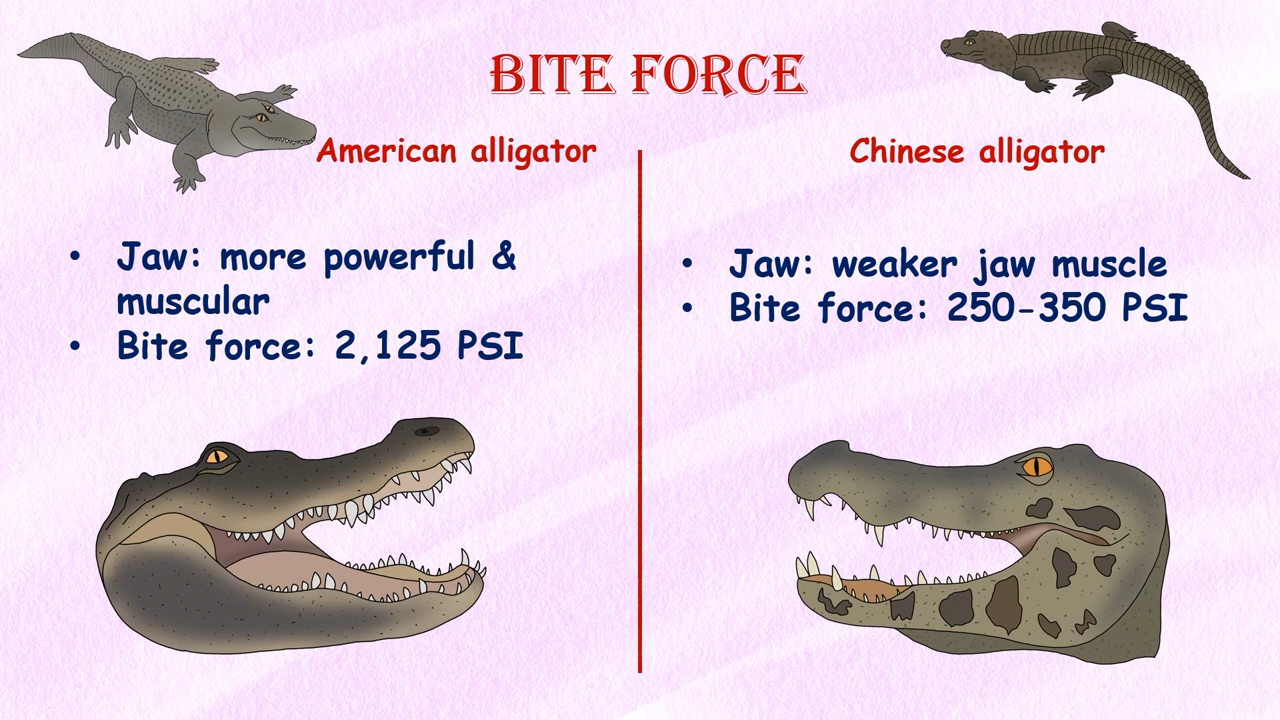 BITE FORCE
American alligator
• Jaw: more powerful &
muscular
• Bite force: 2,125 PSI
Chinese alligator
• Jaw: weaker jaw muscle
• Bite force: 250-350 PSI